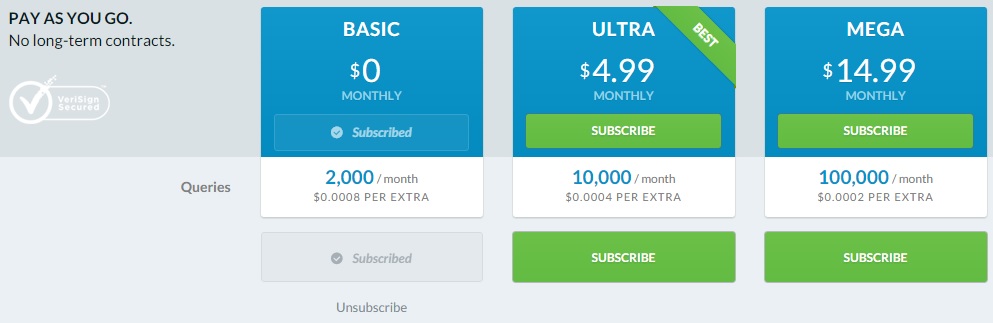 PAY AS YOU GO.
No long-term contracts.
VeriSign
Secured
BASIC
$0
MONTHLY
Subscribed
ULTRA
BEST
$4.99
MONTHLY
SUBSCRIBE
MEGA
$14.99
MONTHLY
SUBSCRIBE
Queries
2,000 / month
$0.0008 PER EXTRA
10,000 / month
$0.0004 PER EXTRA
100,000 / month
$0.0002 PER EXTRA
Subscribed
SUBSCRIBE
SUBSCRIBE
Unsubscribe